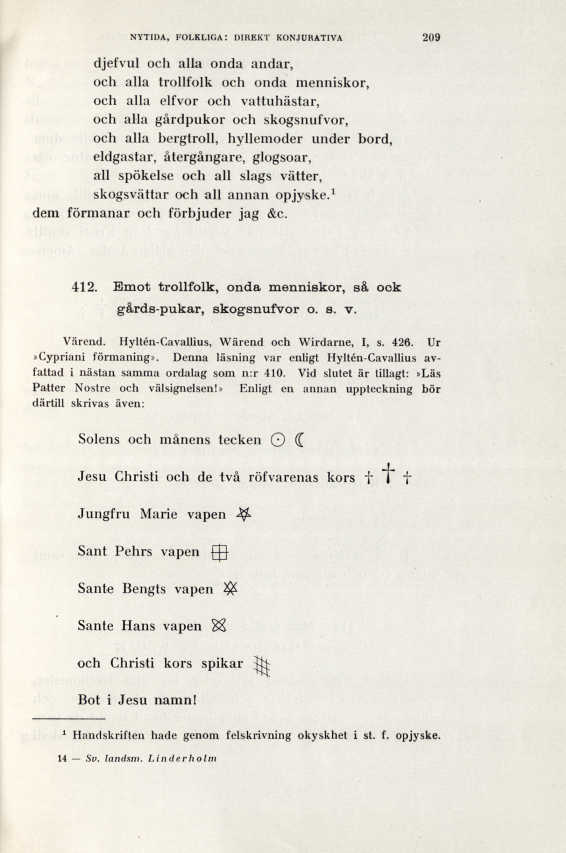 NYTIDA, FOLKLIGA: DIREKT KONJURATIVA 209
djefvul och alla onda andar,
och alla trollfolk och onda menniskor,
och alla elfvor och vattuhästar,
och alla gårdpukor och skogsnufvor,
och alla bergtroll, hyllemoder under bord,
eldgastar, återgångare, glogsoar,
all spökelse och all slags vätter,
skogsvättar och all annan opjyske.¹
dem förmanar och förbjuder jag &c.
412. Emot trollfolk, onda menniskor, så ock
gårds-pukar, skogsnufvor o. s. v.
Värend. Hyltén-Cavallius, Wärend och Wirdarne, I, s. 426. Ur
»Cypriani förmaning». Denna läsning var enligt Hyltén-Cavallius av-
fattad i nästan samma ordalag som n:r 410. Vid slutet är tillagt: »Läs
Patter Nostre och välsignelsen!» Enligt en annan uppteckning bör
därtill skrivas även:
Solens och månens tecken ☉ ☾
Jesu Christi och de två röfvarenas kors † † †
Jungfru Marie vapen
Sant Pehrs vapen
Sante Bengts vapen
Sante Hans vapen
och Christi kors spikar
Bot i Jesu namn!
¹ Handskriften hade genom felskrivning okyskhet i st. f. opjyske.
14 — Sv. landsm. Linderholm